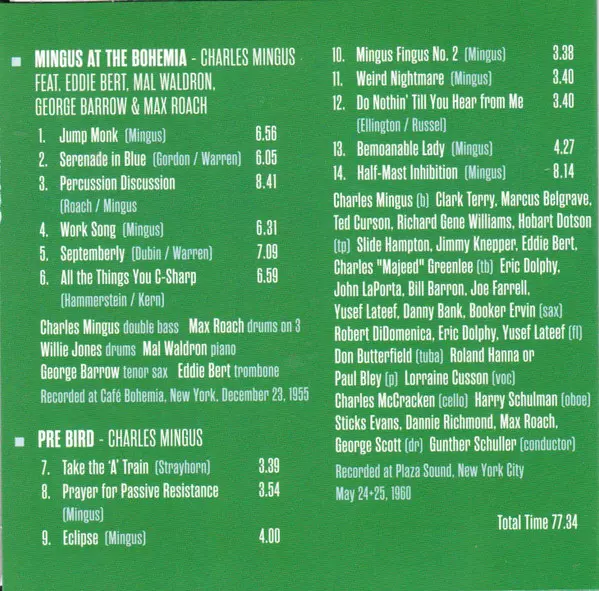 MINGUS AT THE BOHEMIA - CHARLES MINGUS
FEAT. EDDIE BERT, MAL WALDRON,
GEORGE BARROW & MAX ROACH
1. Jump Monk (Mingus) 6.56
2. Serenade in Blue (Gordon / Warren) 6.05
3. Percussion Discussion 8.41
(Roach / Mingus
4. Work Song (Mingus) 6.31
5. Septemberly (Dubin / Warren) 7.09
6. All the Things You C-Sharp 6.59
(Hammerstein / Kern)
Charles Mingus double bass Max Roach drums on 3
Willie Jones drums Mal Waldron piano
George Barrow tenor sax Eddie Bert trombone
Recorded at Café Bohemia, New York, December 23, 1955
PRE BIRD - CHARLES MINGUS
7. Take the ‘A’ Train (Strayhorn) 3.39
8. Prayer for Passive Resistance 3.54
(Mingus)
9. Eclipse (Mingus) 4.00
10. Mingus Fingus No. 2 (Mingus) 3.38
11. Weird Nightmare (Mingus) 3.40
12. Do Nothin’ Till You Hear from Me 3.40
(Ellington / Russel)
13. Bemoanable Lady (Mingus) 4.27
14. Half-Mast Inhibition (Mingus) 8.14
Charles Mingus (b) Clark Terry, Marcus Belgrave,
Ted Curson, Richard Gene Williams, Hobart Dotson
(tp) Slide Hampton, Jimmy Knepper, Eddie Bert,
Charles "Majeed" Greenlee (tb) Eric Dolphy,
John LaPorta, Bill Barron, Joe Farrell,
Yusef Lateef, Danny Bank, Booker Ervin (sax)
Robert DiDomenica, Eric Dolphy, Yusef Lateef (fl)
Don Butterfield (tuba) Roland Hanna or
Paul Bley (p) Lorraine Cusson (voc)
Charles McCracken (cello) Harry Schulman (oboe)
Sticks Evans, Dannie Richmond, Max Roach,
George Scott (dr) Gunther Schuller (conductor)
Recorded at Plaza Sound, New York City
May 24+25, 1960
Total Time 77.34